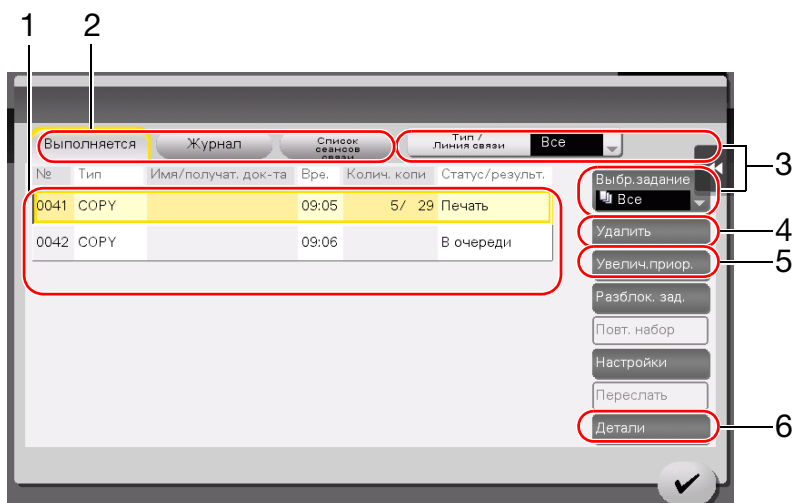 1
2
Выполняется
Журнал
Список
сеансов
связи
Тип /
Линия связи
Все
№
Тип
Имя/получат. док-та
Вре.
Колич. копи
Статус/результ.
0041
COPY
09:05
5/ 29
Печать
0042
COPY
09:06
В очереди
Выбр.задание
Все
3
Удалить
4
Увелич.приор.
5
Разблок. зад.
Повт. набор
Настройки
Переслать
Детали
6